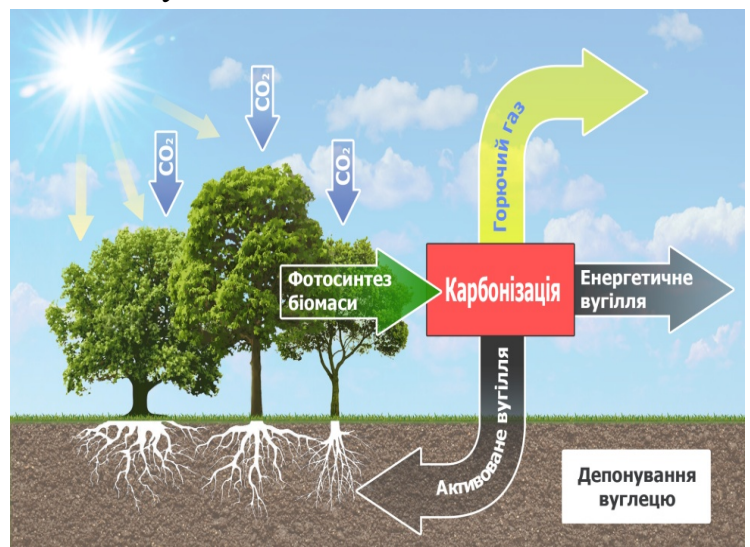 CO₂
CO₂
CO₂
Горючий газ
Фотосинтез
біомаси
Карбонізація
Енергетичне
вугілля
Активоване вугілля
Депонування
вуглецю